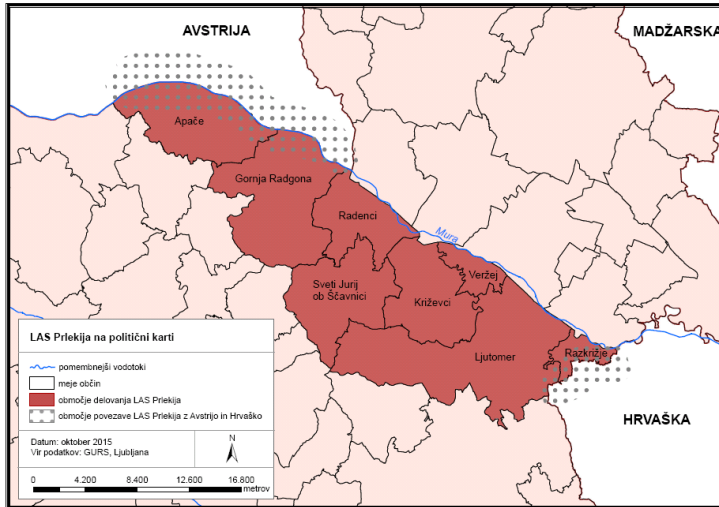 AVSTRIJA
MADŽARSKA
Apače
Gornja Radgona
Radenci
Mura
Veržej
Sveti Jurij
ob Ščavnici
Križevci
Ljutomer
Razkrižje
HRVAŠKA
LAS Prlekija na politični karti
pomembnejši vodotoki
meje občin
območje delovanja LAS Prlekija
območje povezave LAS Prlekija z Avstrijo in Hrvaško
Datum: oktober 2015
Vir podatkov: GURS, Ljubljana
N
0 4.200 8.400 12.600 16.800
metrov